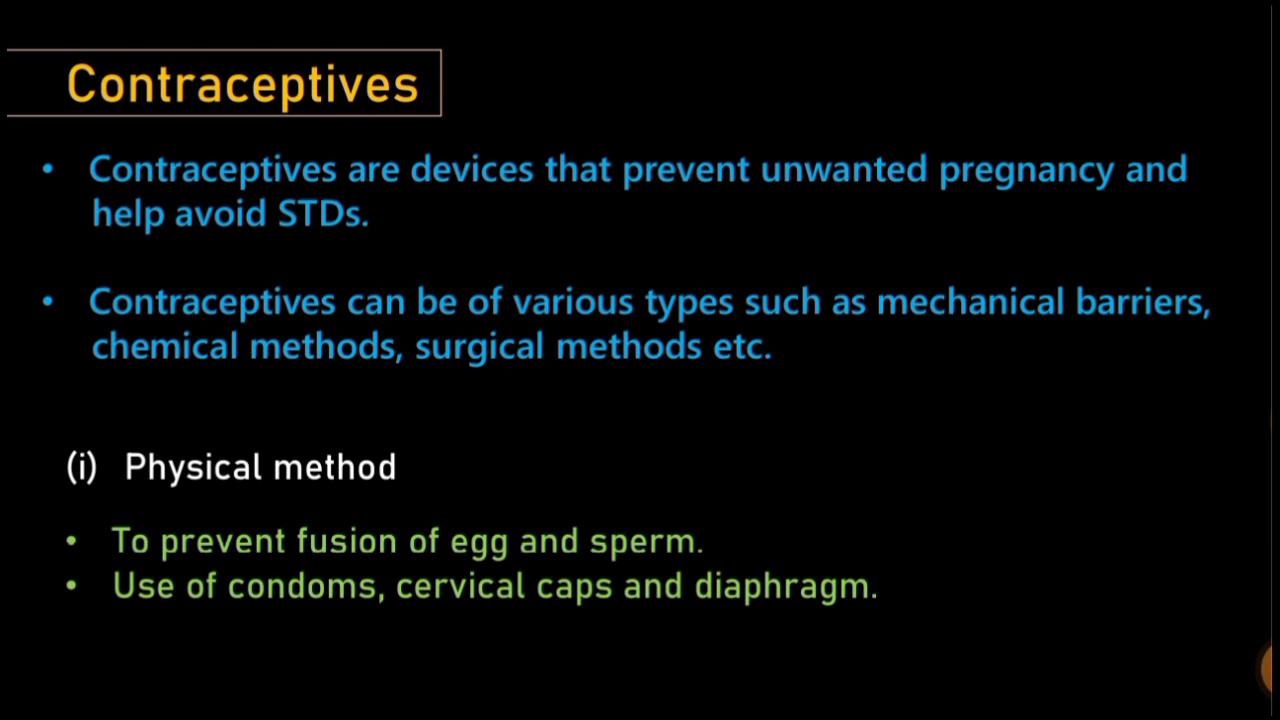 Contraceptives
• Contraceptives are devices that prevent unwanted pregnancy and
help avoid STDs.
• Contraceptives can be of various types such as mechanical barriers,
chemical methods, surgical methods etc.
(i) Physical method
• To prevent fusion of egg and sperm.
• Use of condoms, cervical caps and diaphragm.